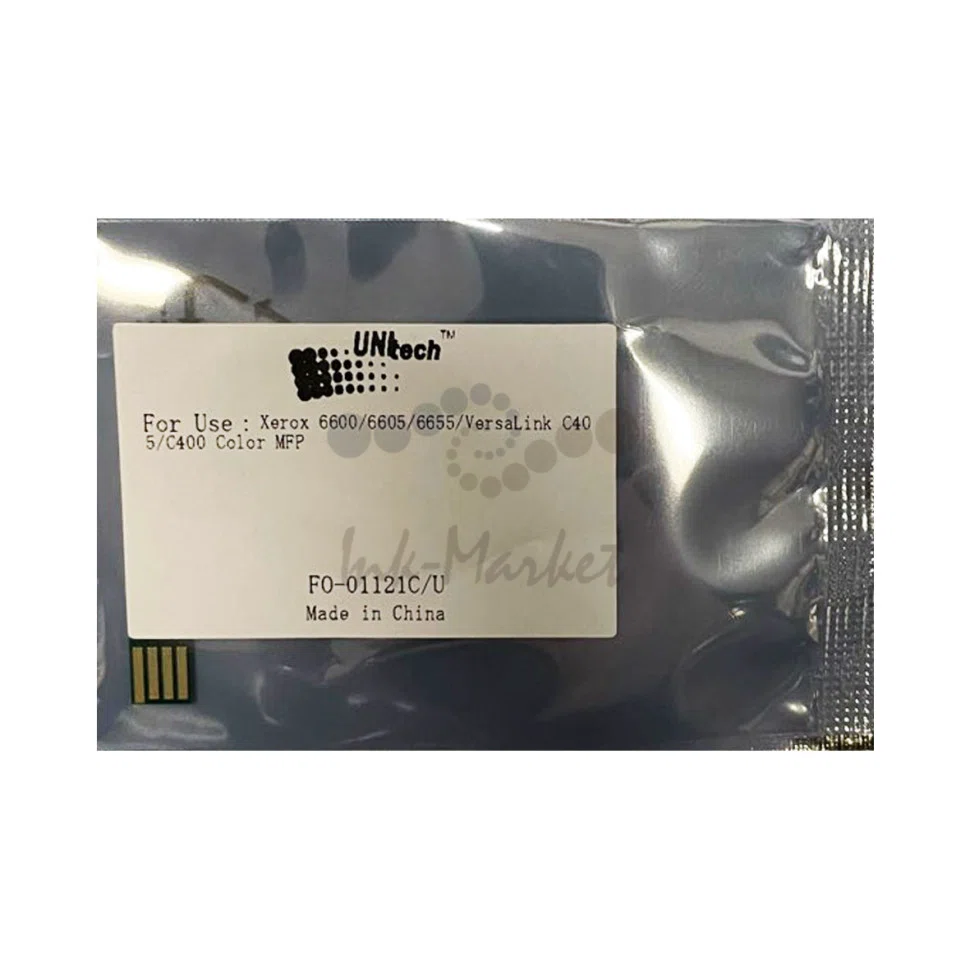 UNItech™
For Use : Xerox 6600/6605/6655/VersaLink C40
5/C400 Color MFP
Ink-Market
FO-01121C/U
Made in China